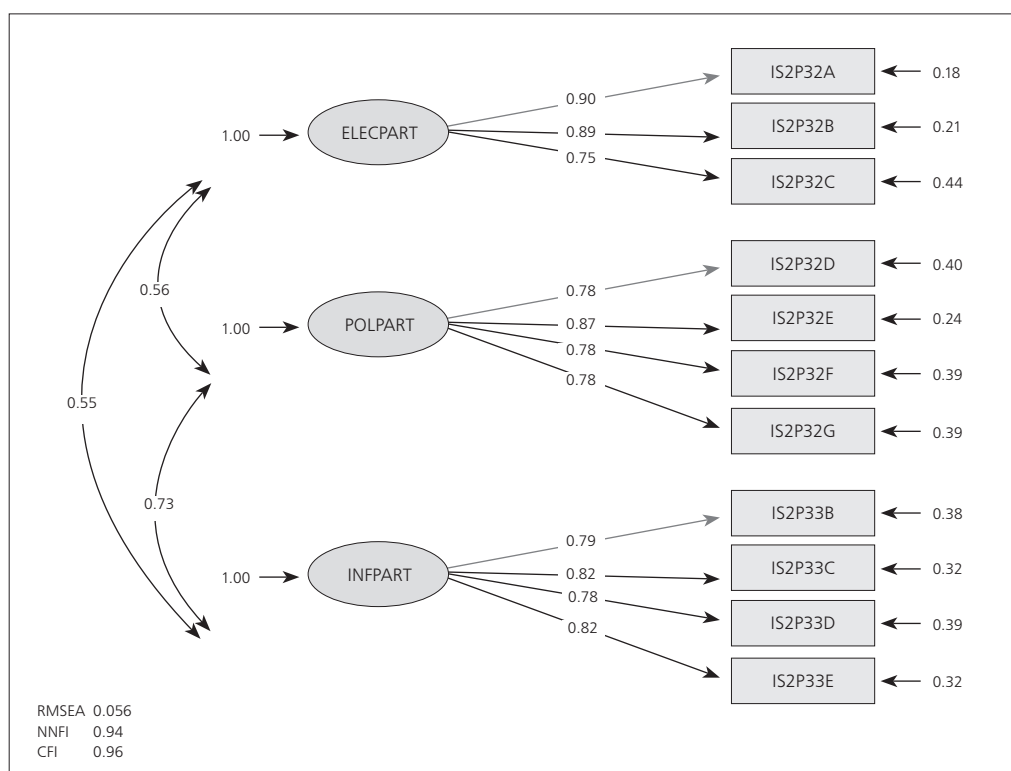 IS2P32A 0.18
0.90
1.00 ELECPART 0.89 IS2P32B 0.21
0.75
IS2P32C 0.44
IS2P32D 0.40
0.56 0.78
1.00 POLPART 0.87 IS2P32E 0.24
0.78
IS2P32F 0.39
0.78
0.55
IS2P32G 0.39
0.73
IS2P33B 0.38
0.79
1.00 INFPART 0.82 IS2P33C 0.32
0.78
IS2P33D 0.39
0.82
IS2P33E 0.32
RMSEA 0.056
NNFI 0.94
CFI 0.96